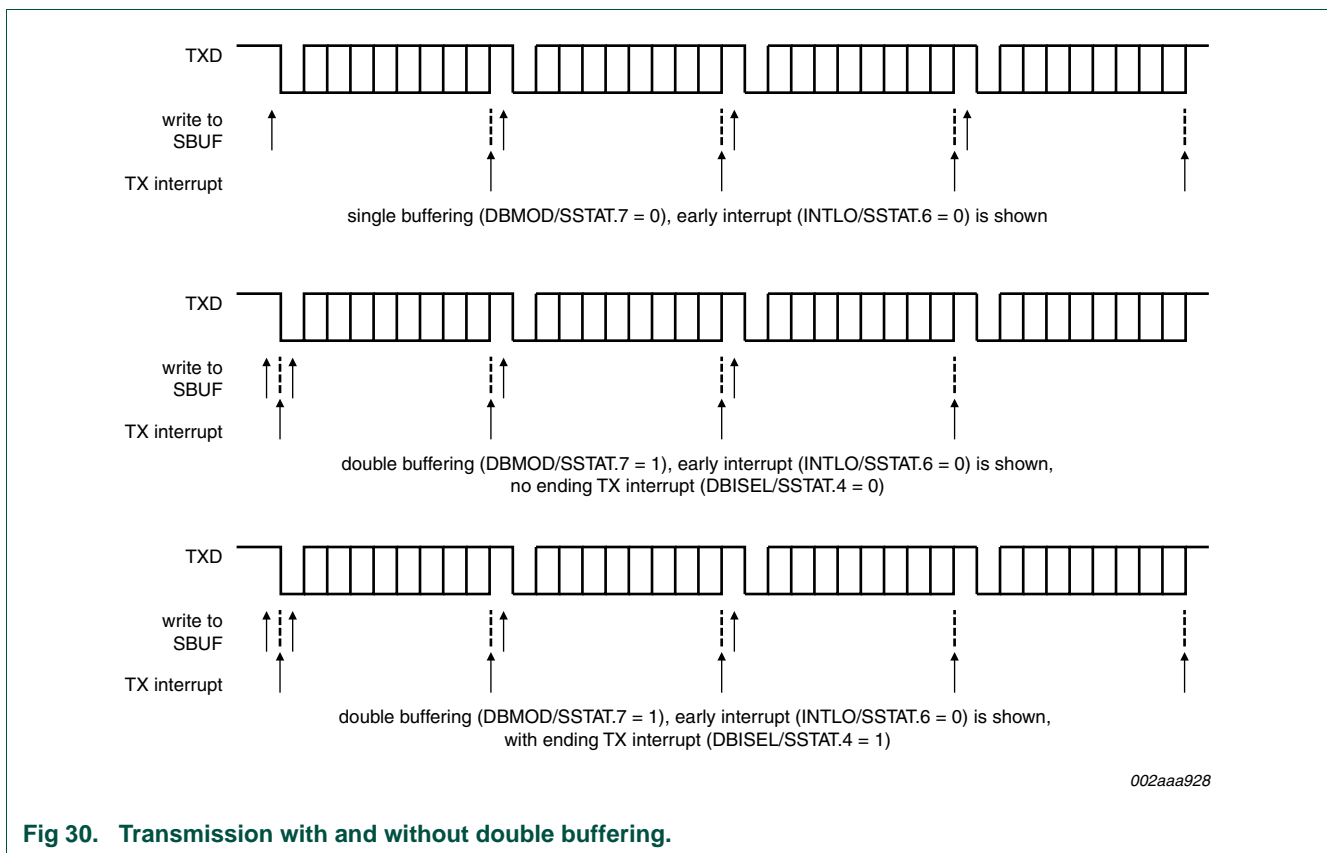 TXD
write to
SBUF
TX interrupt
single buffering (DBMOD/SSTAT.7 = 0), early interrupt (INTLO/SSTAT.6 = 0) is shown
TXD
write to
SBUF
TX interrupt
double buffering (DBMOD/SSTAT.7 = 1), early interrupt (INTLO/SSTAT.6 = 0) is shown,
no ending TX interrupt (DBISEL/SSTAT.4 = 0)
TXD
write to
SBUF
TX interrupt
double buffering (DBMOD/SSTAT.7 = 1), early interrupt (INTLO/SSTAT.6 = 0) is shown,
with ending TX interrupt (DBISEL/SSTAT.4 = 1)
002aaa928
Fig 30. Transmission with and without double buffering.